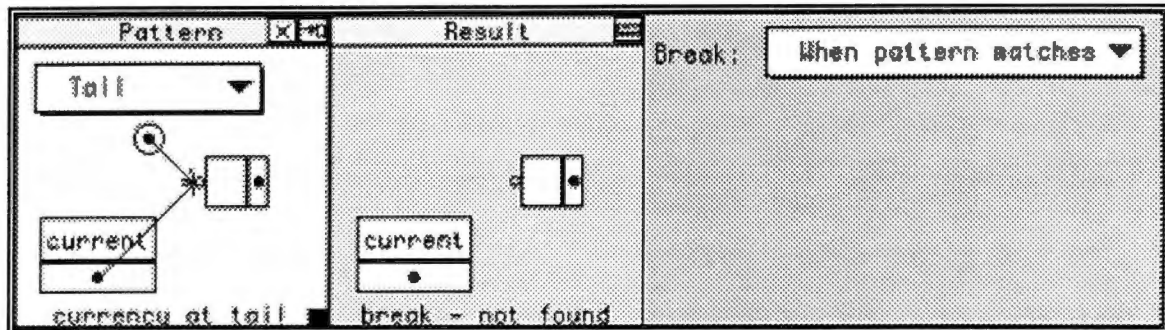 Pattern
Tail
current
currency at tail
Result
current
break - not found
Break: When pattern matches